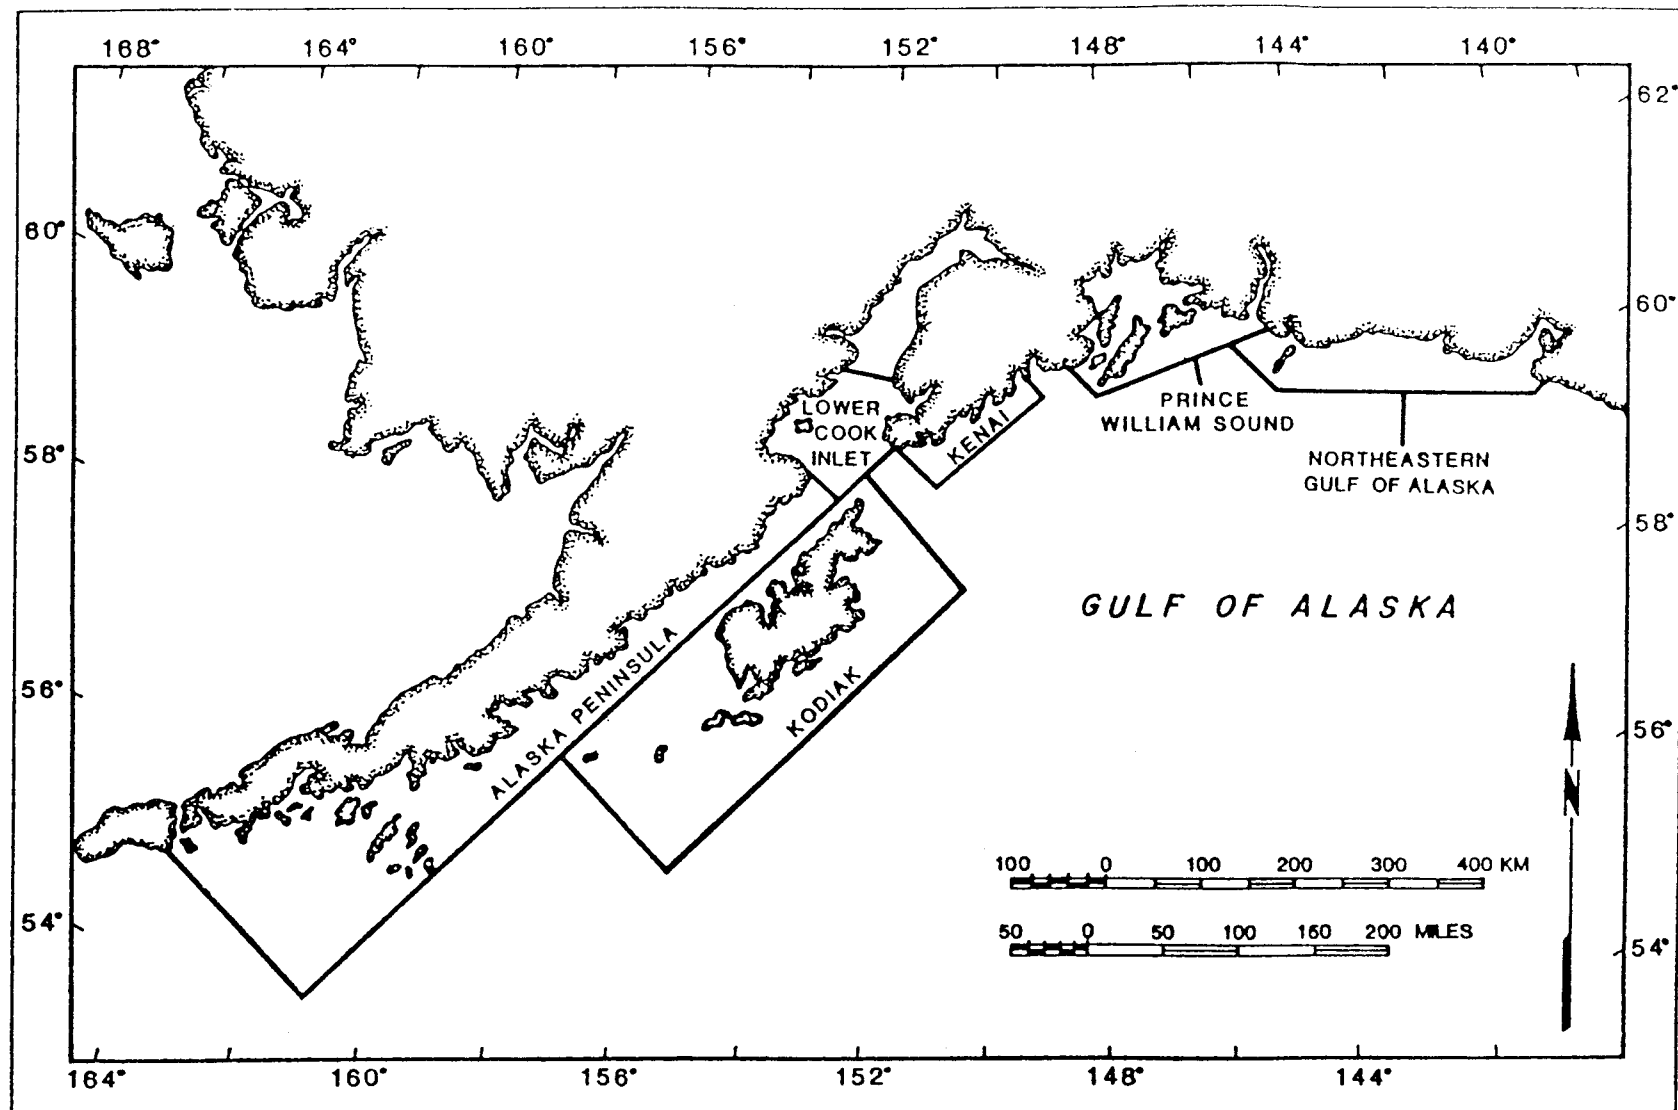 168° 164° 160° 156° 152° 148° 144° 140°
62°
60°
60°
LOWER
COOK
INLET
KENAI
PRINCE
WILLIAM SOUND
NORTHEASTERN
GULF OF ALASKA
58°
58°
GULF OF ALASKA
ALASKA PENINSULA
KODIAK
56°
56°
N
100 0 100 200 300 400 KM
50 0 50 100 160 200 MILES
54°
54°
164° 160° 156° 152° 148° 144°